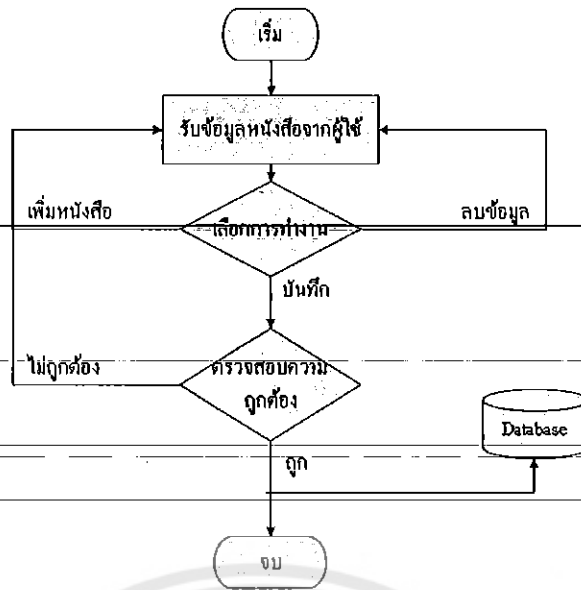 เริ่ม
รับข้อมูลหนังสือจากผู้ใช้
เพิ่มหนังสือ
เลือกการทำงาน
ลบข้อมูล
บันทึก
ไม่ถูกต้อง
ตรวจสอบความ
ถูกต้อง
Database
ถูก
จบ